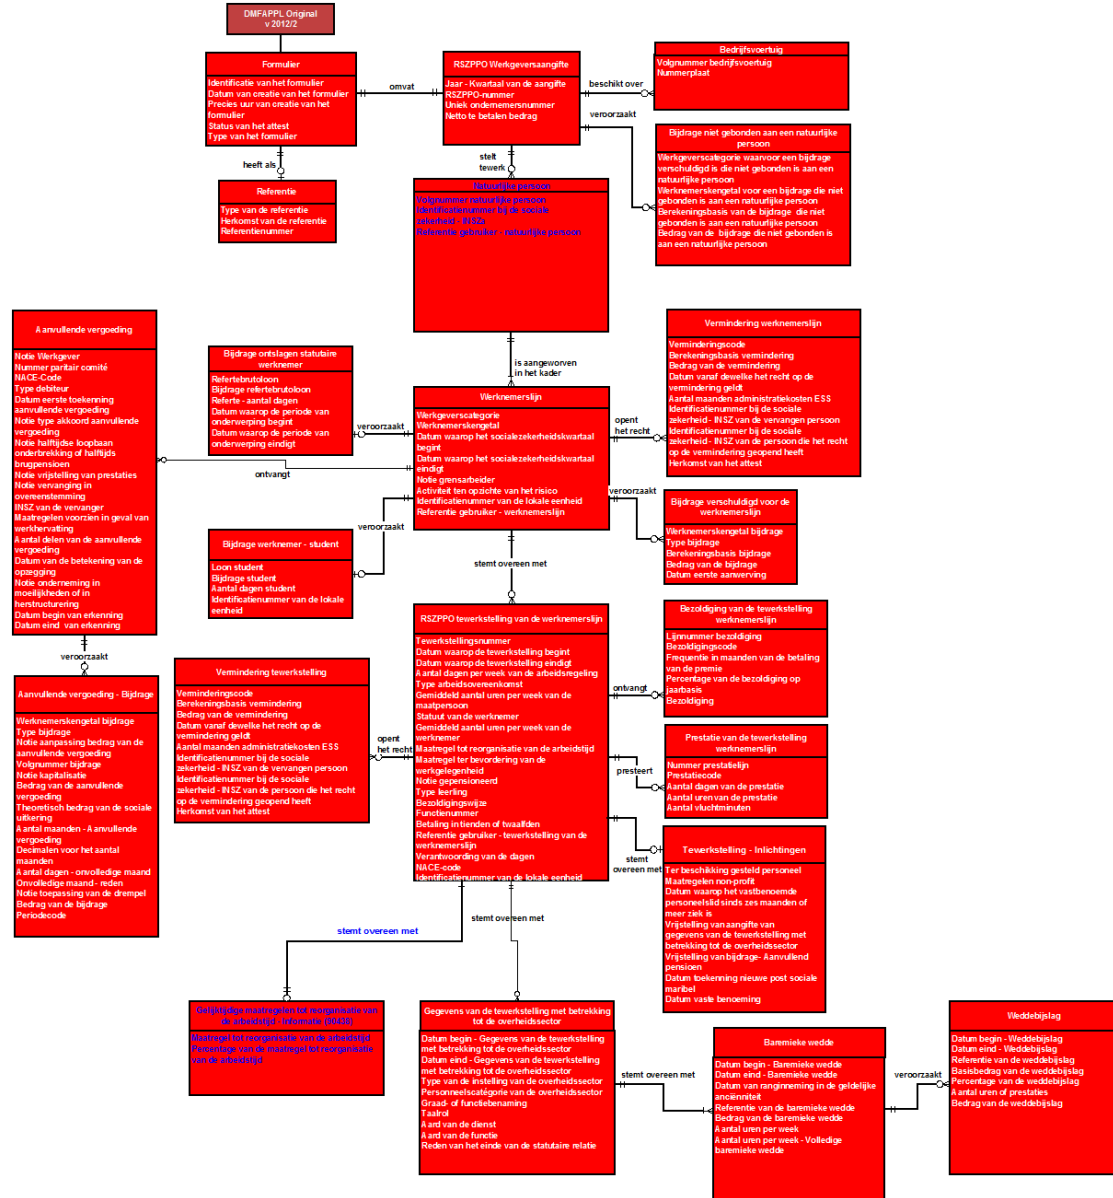 DMFAPPL Original
v 2012/2
Formulier
Identificatie van het formulier
Datum van creatie van het formulier
Precies uur van creatie van het
formulier
Status van het attest
Type van het formulier
omvat
RSZPPO Werkgeversaangifte
Jaar - Kwartaal van de aangifte
RSZPPO-nummer
Uniek ondernemersnummer
Netto te betalen bedrag
beschikt over
Bedrijfsvoertuig
Volgnummer bedrijfsvoertuig
Nummerplaat
veroorzaakt
Bijdrage niet gebonden aan een natuurlijke
persoon
Werkgeverscategorie waarvoor een bijdrage
verschuldigd is die niet gebonden is aan een
natuurlijke persoon
Werknemerskengetal voor een bijdrage die niet
gebonden is aan een natuurlijke persoon
Berekeningsbasis van de bijdrage die niet
gebonden is aan een natuurlijke persoon
Bedrag van de bijdrage die niet gebonden is
aan een natuurlijke persoon
heeft als
Referentie
Type van de referentie
Herkomst van de referentie
Referentienummer
stelt
tewerk
Natuurlijke persoon
Volgnummer natuurlijke persoon
Identificatienummer bij de sociale
zekerheid - INSZu
Referentie gebruiker - natuurlijke persoon
is aangeworven
in het kader
Aanvullende vergoeding
Notie Werkgever
Nummer paritair comité
NACE-Code
Type debiteur
Datum eerste toekenning
aanvullende vergoeding
Notie type akkoord aanvullende
vergoeding
Notie halftijdse loopbaan
onderbreking of halftijds
brugpensioen
Notie vrijstelling van prestaties
Notie vervanging in
overeenstemming
INSZ van de vervanger
Maatregelen voorzien in geval van
werkhervatting
Aantal delen van de aanvullende
vergoeding
Datum van de betekening van de
opzegging
Notie onderneming in
moeilijkheden of in
herstructurering
Datum begin van erkenning
Datum eind van erkenning
Bijdrage ontslagen statutaire
werknemer
Refertebrutoloon
Bijdrage refertebrutoloon
Referte - aantal dagen
Datum waarop de periode van
onderwerping begint
Datum waarop de periode van
onderwerping eindigt
veroorzaakt
ontvangt
Werknemerslijn
Werkgeverscategorie
Werknemerskengetal
Datum waarop het socialezekerheidskwartaal
begint
Datum waarop het socialezekerheidskwartaal
eindigt
Notie grensarbeider
Activiteit ten opzichte van het risico
Identificatienummer van de lokale eenheid
Referentie gebruiker - werknemerslijn
opent
het recht
Vermindering werknemerslijn
Verminderingscode
Berekeningsbasis vermindering
Bedrag van de vermindering
Datum vanaf dewelke het recht op de
vermindering geldt
Aantal maanden administratiekosten ESS
Identificatienummer bij de sociale
zekerheid - INSZ van de vervangen persoon
Identificatienummer bij de sociale
zekerheid - INSZ van de persoon die het recht
op de vermindering geopend heeft
Herkomst van het attest
veroorzaakt
Bijdrage verschuldigd voor de
werknemerslijn
Werknemerskengetal bijdrage
Type bijdrage
Berekeningsbasis bijdrage
Bedrag van de bijdrage
Datum eerste aanwerving
veroorzaakt
Bijdrage werknemer - student
Loon student
Bijdrage student
Aantal dagen student
Identificatienummer van de lokale
eenheid
stemt overeen met
RSZPPO tewerkstelling van de werknemerslijn
Tewerkstellingsnummer
Datum waarop de tewerkstelling begint
Datum waarop de tewerkstelling eindigt
Aantal dagen per week van de arbeidsregeling
Type arbeidsovereenkomst
Gemiddeld aantal uren per week van de
maatpersoon
Statuut van de werknemer
Gemiddeld aantal uren per week van de
werknemer
Maatregel tot reorganisatie van de arbeidstijd
Maatregel ter bevordering van de
werkgelegenheid
Notie gepensioneerd
Type leerling
Bezoldigingswijze
Functienummer
Betaling in tienden of twaalfden
Referentie gebruiker - tewerkstelling van de
werknemerslijn
Verantwoording van de dagen
NACE-code
Identificatienummer van de lokale eenheid
ontvangt
Bezoldiging van de tewerkstelling
werknemerslijn
Lijnnummer bezoldiging
Bezoldigingscode
Frequentie in maanden van de betaling
van de premie
Percentage van de bezoldiging op
jaarbasis
Bezoldiging
presteert
Prestatie van de tewerkstelling
werknemerslijn
Nummer prestatielijn
Prestatiecode
Aantal dagen van de prestatie
Aantal uren van de prestatie
Aantal vluchtminuten
stemt
overeen met
Tewerkstelling - Inlichtingen
Ter beschikking gesteld personeel
Maatregelen non-profit
Datum waarop het vastbenoemde
personeelslid sinds zes maanden of
meer ziek is
Vrijstelling van aangifte van
gegevens van de tewerkstelling met
betrekking tot de overheidssector
Vrijstelling van bijdrage- Aanvullend
pensioen
Datum toekenning nieuwe post sociale
maribel
Datum vaste benoeming
veroorzaakt
Aanvullende vergoeding - Bijdrage
Werknemerskengetal bijdrage
Type bijdrage
Notie aanpassing bedrag van de
aanvullende vergoeding
Volgnummer bijdrage
Notie kapitalisatie
Bedrag van de aanvullende
vergoeding
Theoretisch bedrag van de sociale
uitkering
Aantal maanden - Aanvullende
vergoeding
Decimalen voor het aantal
maanden
Aantal dagen - onvolledige maand
Onvolledige maand - reden
Notie toepassing van de drempel
Bedrag van de bijdrage
Periodecode
Vermindering tewerkstelling
Verminderingscode
Berekeningsbasis vermindering
Bedrag van de vermindering
Datum vanaf dewelke het recht op de
vermindering geldt
Aantal maanden administratiekosten ESS
Identificatienummer bij de sociale
zekerheid - INSZ van de vervangen persoon
Identificatienummer bij de sociale
zekerheid - INSZ van de persoon die het recht
op de vermindering geopend heeft
Herkomst van het attest
opent
het recht
stemt overeen met
stemt overeen met
Gelijktijdige maatregelen tot reorganisatie van
de arbeidstijd - Informatie (90438)
Maatregel tot reorganisatie van de arbeidstijd
Percentage van de maatregel tot reorganisatie
van de arbeidstijd
Gegevens van de tewerkstelling met betrekking
tot de overheidssector
Datum begin - Gegevens van de tewerkstelling
met betrekking tot de overheidssector
Datum eind - Gegevens van de tewerkstelling
met betrekking tot de overheidssector
Type van de instelling van de overheidssector
Personneelscatégorie van de overheidssector
Graad- of functiebenaming
Taalrol
Aard van de dienst
Aard van de functie
Reden van het einde van de statutaire relatie
stemt overeen met
Baremieke wedde
Datum begin - Baremieke wedde
Datum eind - Baremieke wedde
Datum van ranginneming in de geldelijke
anciënniteit
Referentie van de baremieke wedde
Bedrag van de baremieke wedde
Aantal uren per week
Aantal uren per week - Volledige
baremieke wedde
veroorzaakt
Weddebijslag
Datum begin - Weddebijslag
Datum eind - Weddebijslag
Referentie van de weddebijslag
Basisbedrag van de weddebijslag
Percentage van de weddebijslag
Aantal uren of prestaties
Bedrag van de weddebijslag